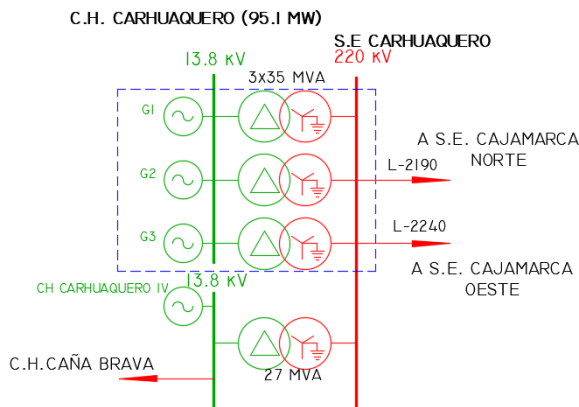 C.H. CARHUAQUERO (95.1 MW)
S.E CARHUAQUERO
13.8 KV
220 KV
3x35 MVA
G1
A S.E. CAJAMARCA
NORTE
L-2190
G2
L-2240
G3
A S.E. CAJAMARCA
OESTE
13.8 KV
CH CARHUAQUERO IV
C.H.CAÑA BRAVA
27 MVA